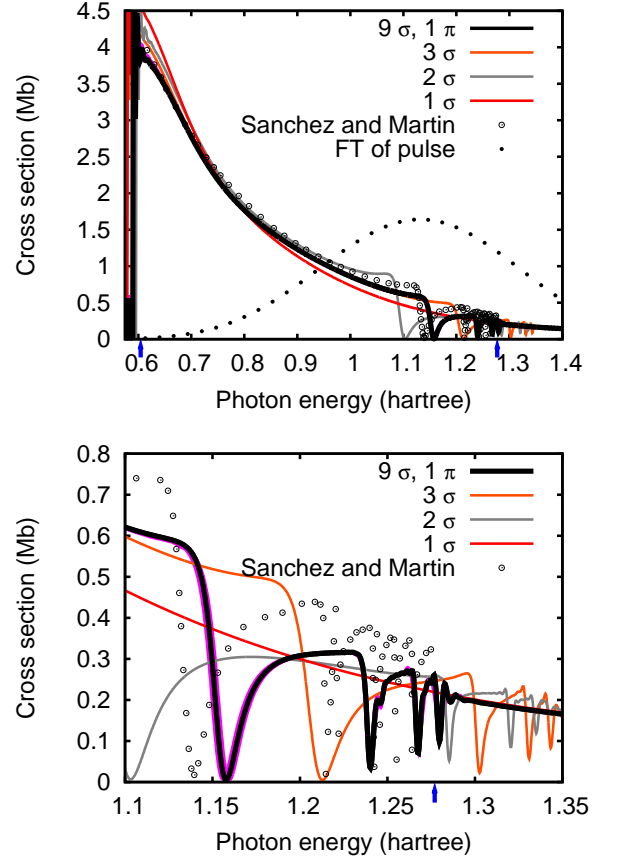 4.5
4
3.5
3
2.5
2
1.5
1
0.5
0
Cross section (Mb)
9 σ, 1 π
3 σ
2 σ
1 σ
Sanchez and Martin
FT of pulse
0.6 0.7 0.8 0.9 1 1.1 1.2 1.3 1.4
Photon energy (hartree)
0.8
0.7
0.6
0.5
0.4
0.3
0.2
0.1
0
Cross section (Mb)
9 σ, 1 π
3 σ
2 σ
1 σ
Sanchez and Martin
1.1 1.15 1.2 1.25 1.3 1.35
Photon energy (hartree)